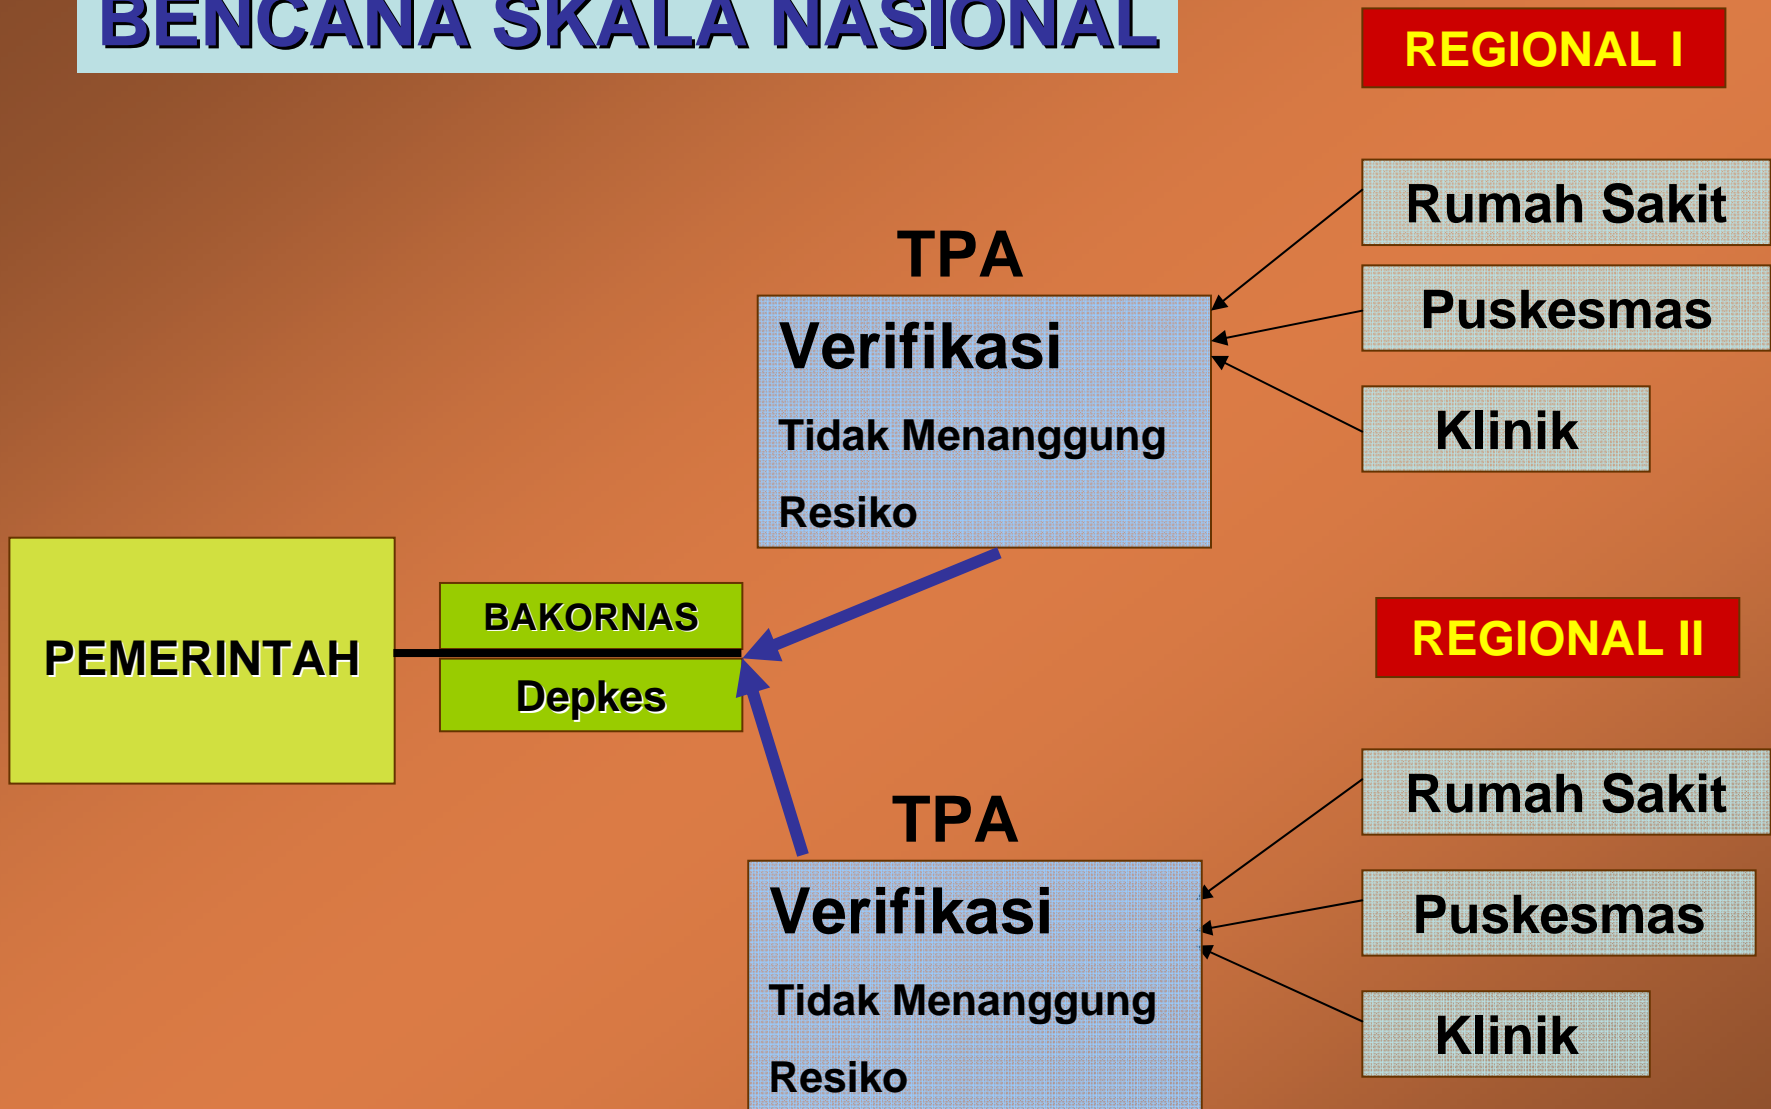 BENCANA SKALA NASIONAL
REGIONAL I
Rumah Sakit
Puskesmas
Klinik
TPA
Verifikasi
Tidak Menanggung
Resiko
PEMERINTAH
BAKORNAS
Depkes
REGIONAL II
Rumah Sakit
Puskesmas
Klinik
TPA
Verifikasi
Tidak Menanggung
Resiko